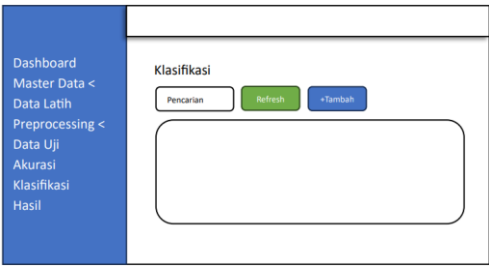 Dashboard
Master Data <
Data Latih
Preprocessing <
Data Uji
Akurasi
Klasifikasi
Hasil
Klasifikasi
Pencarian
Refresh
+Tambah